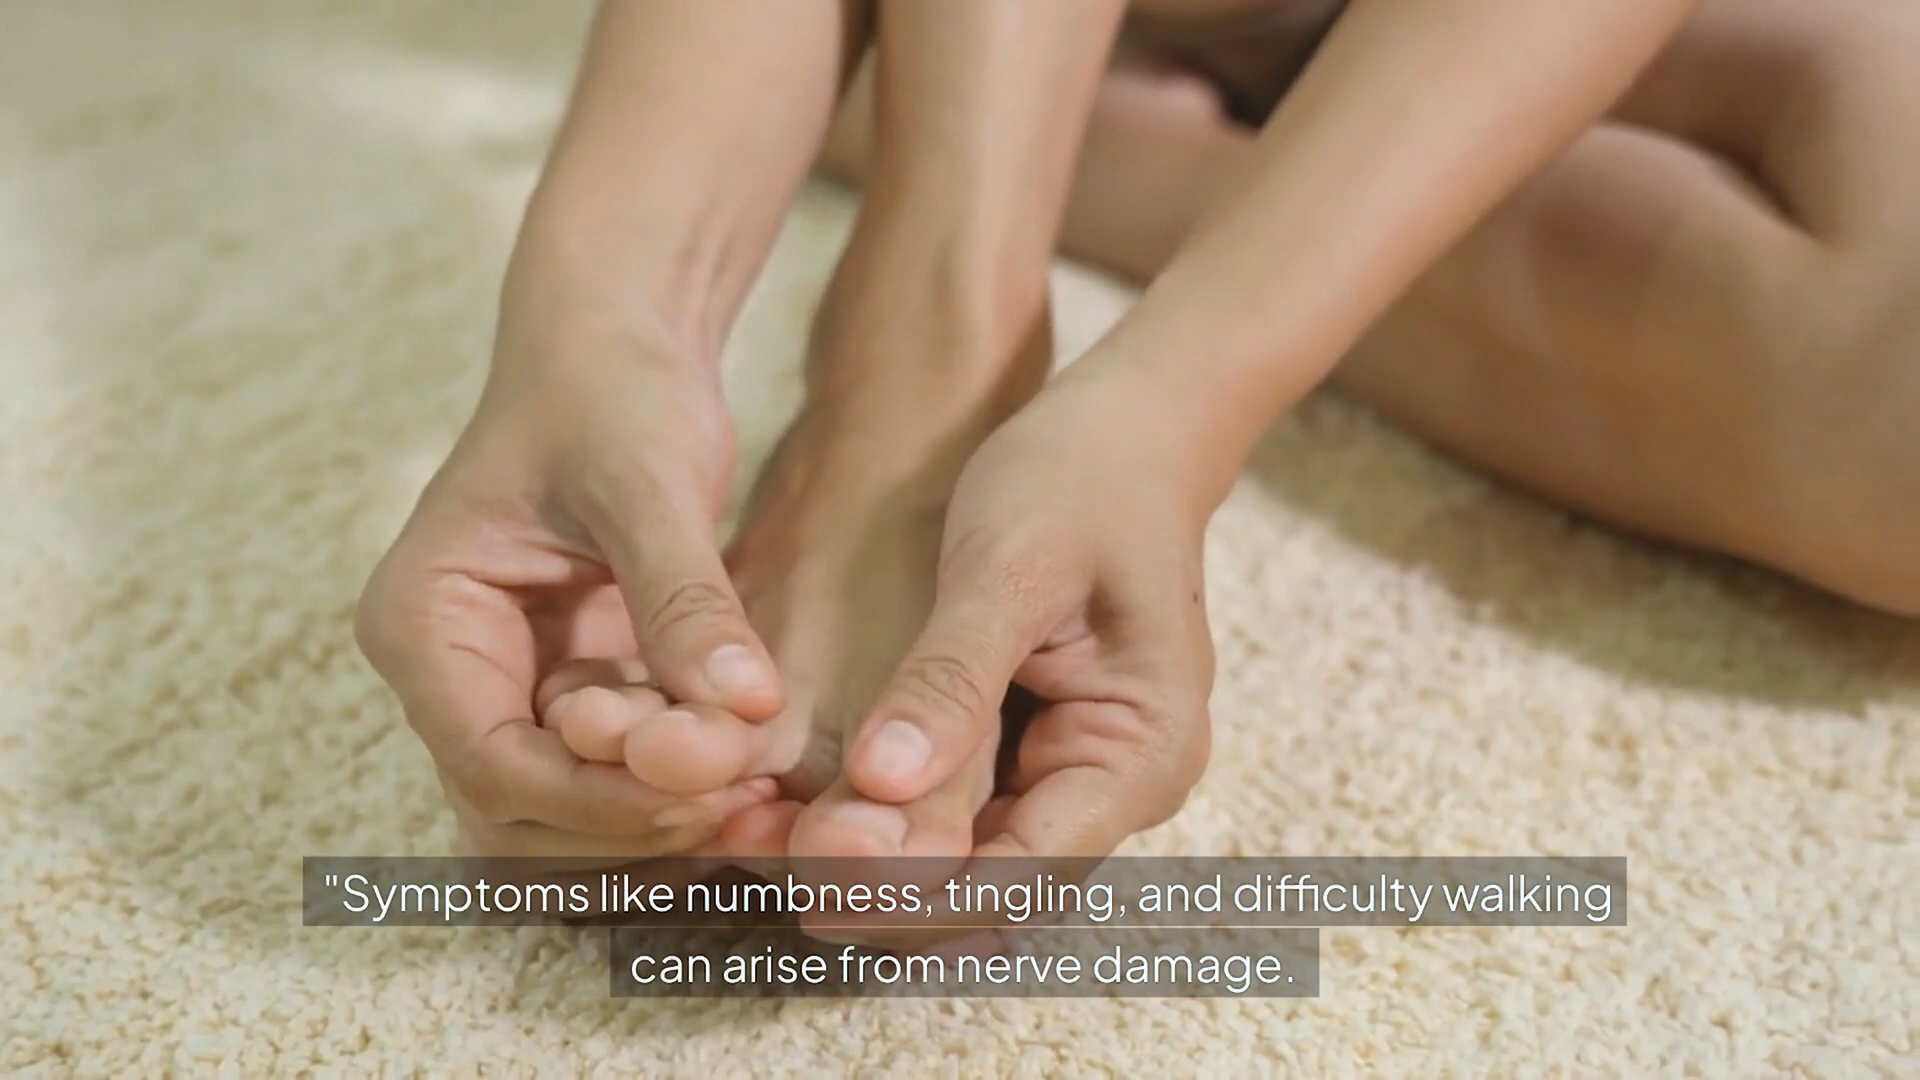 "Symptoms like numbness, tingling, and difficulty walking
can arise from nerve damage.